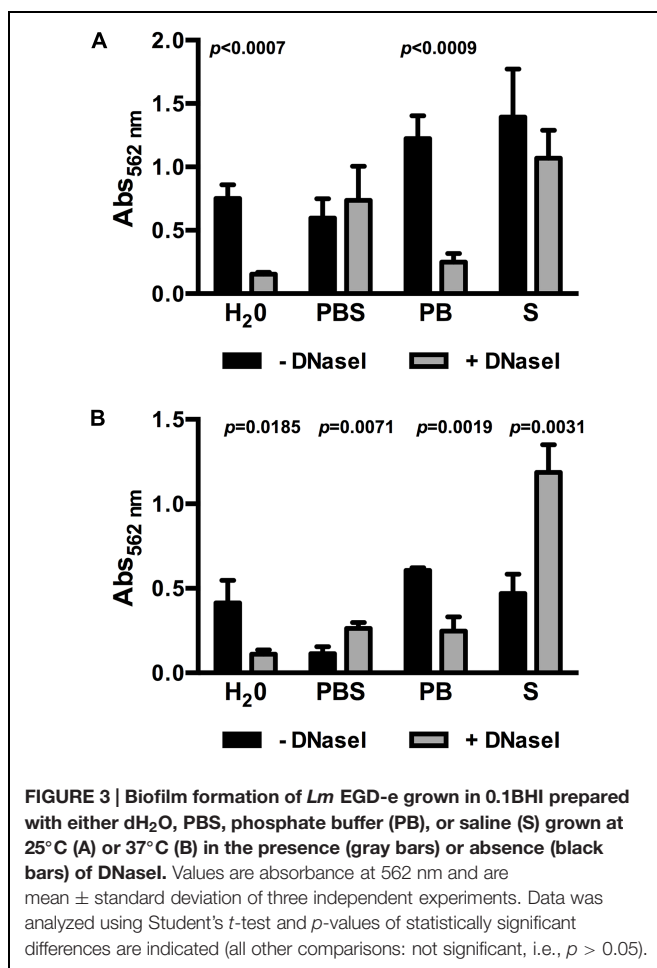 A
2.0
p<0.0007 p<0.0009
1.5
1.0
0.5
0.0
Abs562 nm
H20 PBS PB S
- DNaseI + DNaseI
B
1.5
p=0.0185 p=0.0071 p=0.0019 p=0.0031
1.0
0.5
0.0
Abs562 nm
H20 PBS PB S
- DNaseI + DNaseI
FIGURE 3 | Biofilm formation of Lm EGD-e grown in 0.1BHI prepared
with either dH2O, PBS, phosphate buffer (PB), or saline (S) grown at
25°C (A) or 37°C (B) in the presence (gray bars) or absence (black
bars) of DNaseI. Values are absorbance at 562 nm and are
mean ± standard deviation of three independent experiments. Data was
analyzed using Student's t-test and p-values of statistically significant
differences are indicated (all other comparisons: not significant, i.e., p > 0.05).